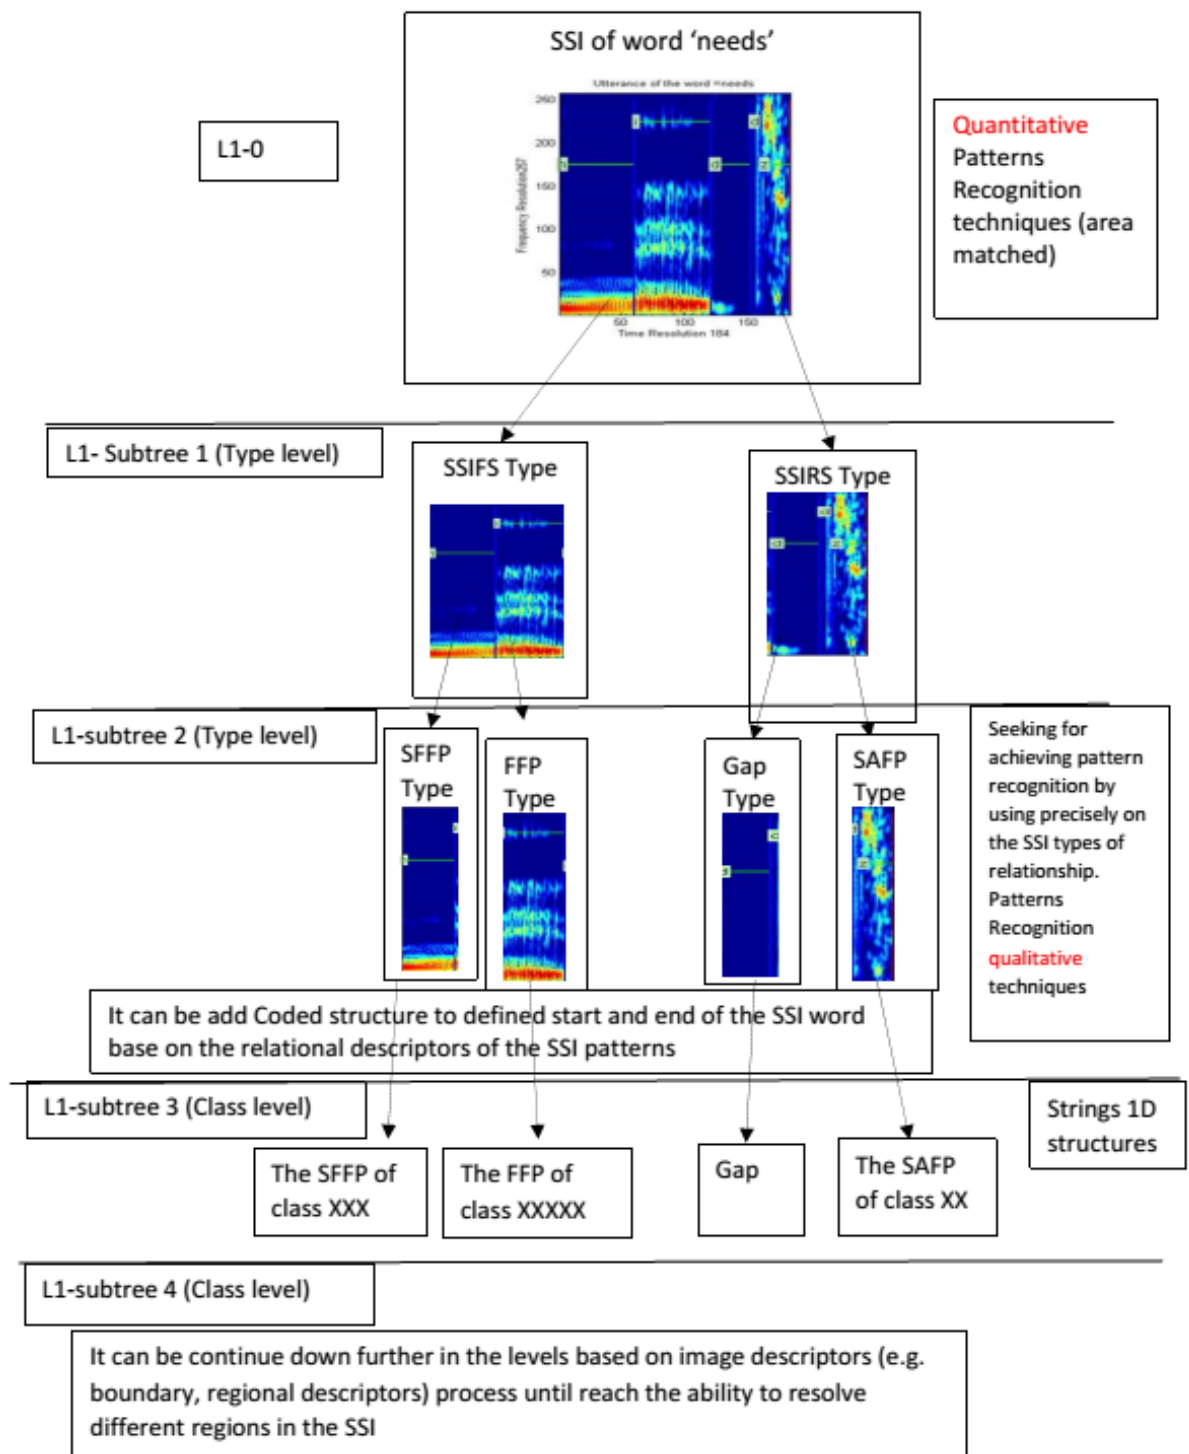 SSI of word ‘needs’
Utterance of the word =needs
250
200
150
100
50
Frequency Resolution257
50
100
150
Time Resolution 184
L1-0
Quantitative
Patterns
Recognition
techniques (area
matched)
L1- Subtree 1 (Type level)
SSIFS Type
SSIRS Type
L1-subtree 2 (Type level)
SFFP
Type
FFP
Type
Gap
Type
SAFP
Type
Seeking for
achieving pattern
recognition by
using precisely on
the SSI types of
relationship.
Patterns
Recognition
qualitative
techniques
It can be add Coded structure to defined start and end of the SSI word
base on the relational descriptors of the SSI patterns
L1-subtree 3 (Class level)
Strings 1D
structures
The SFFP of
class XXX
The FFP of
class XXXXX
Gap
The SAFP
of class XX
L1-subtree 4 (Class level)
It can be continue down further in the levels based on image descriptors (e.g.
boundary, regional descriptors) process until reach the ability to resolve
different regions in the SSI